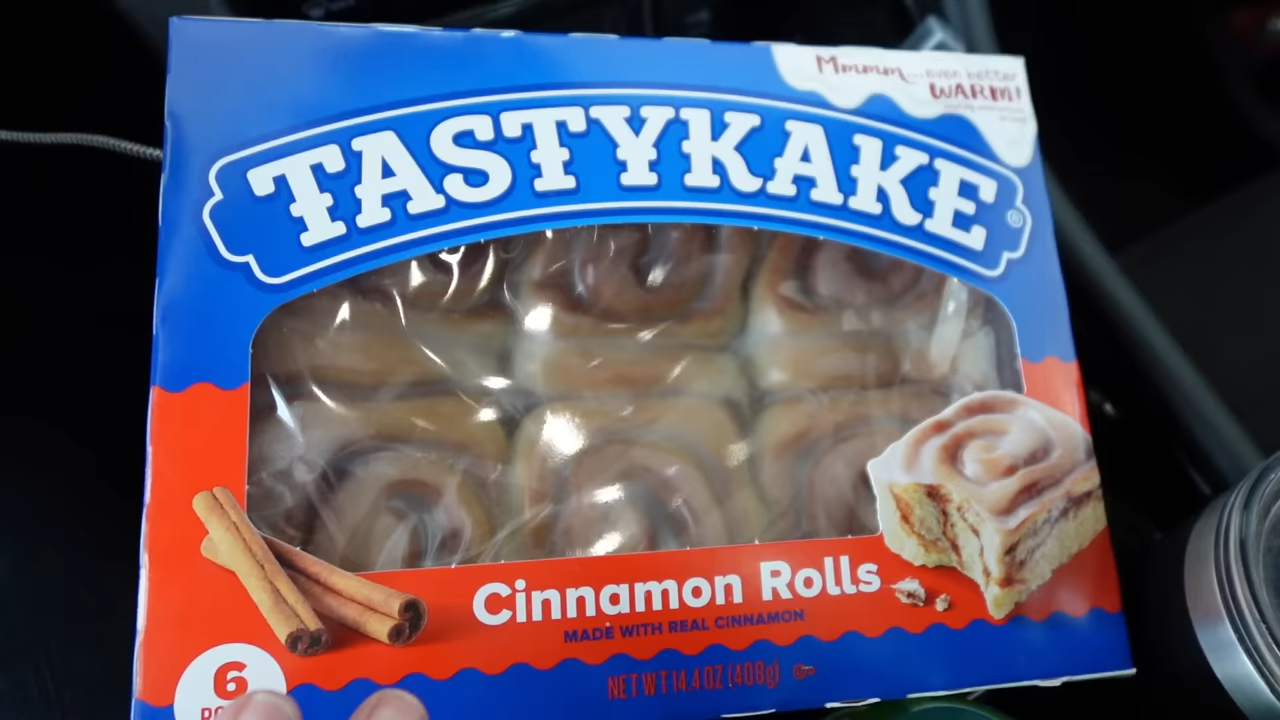 Mmmm...even better
WARM!
TASTYKAKE®
Cinnamon Rolls
MADE WITH REAL CINNAMON
6
NET WT 14.4 OZ (408g)